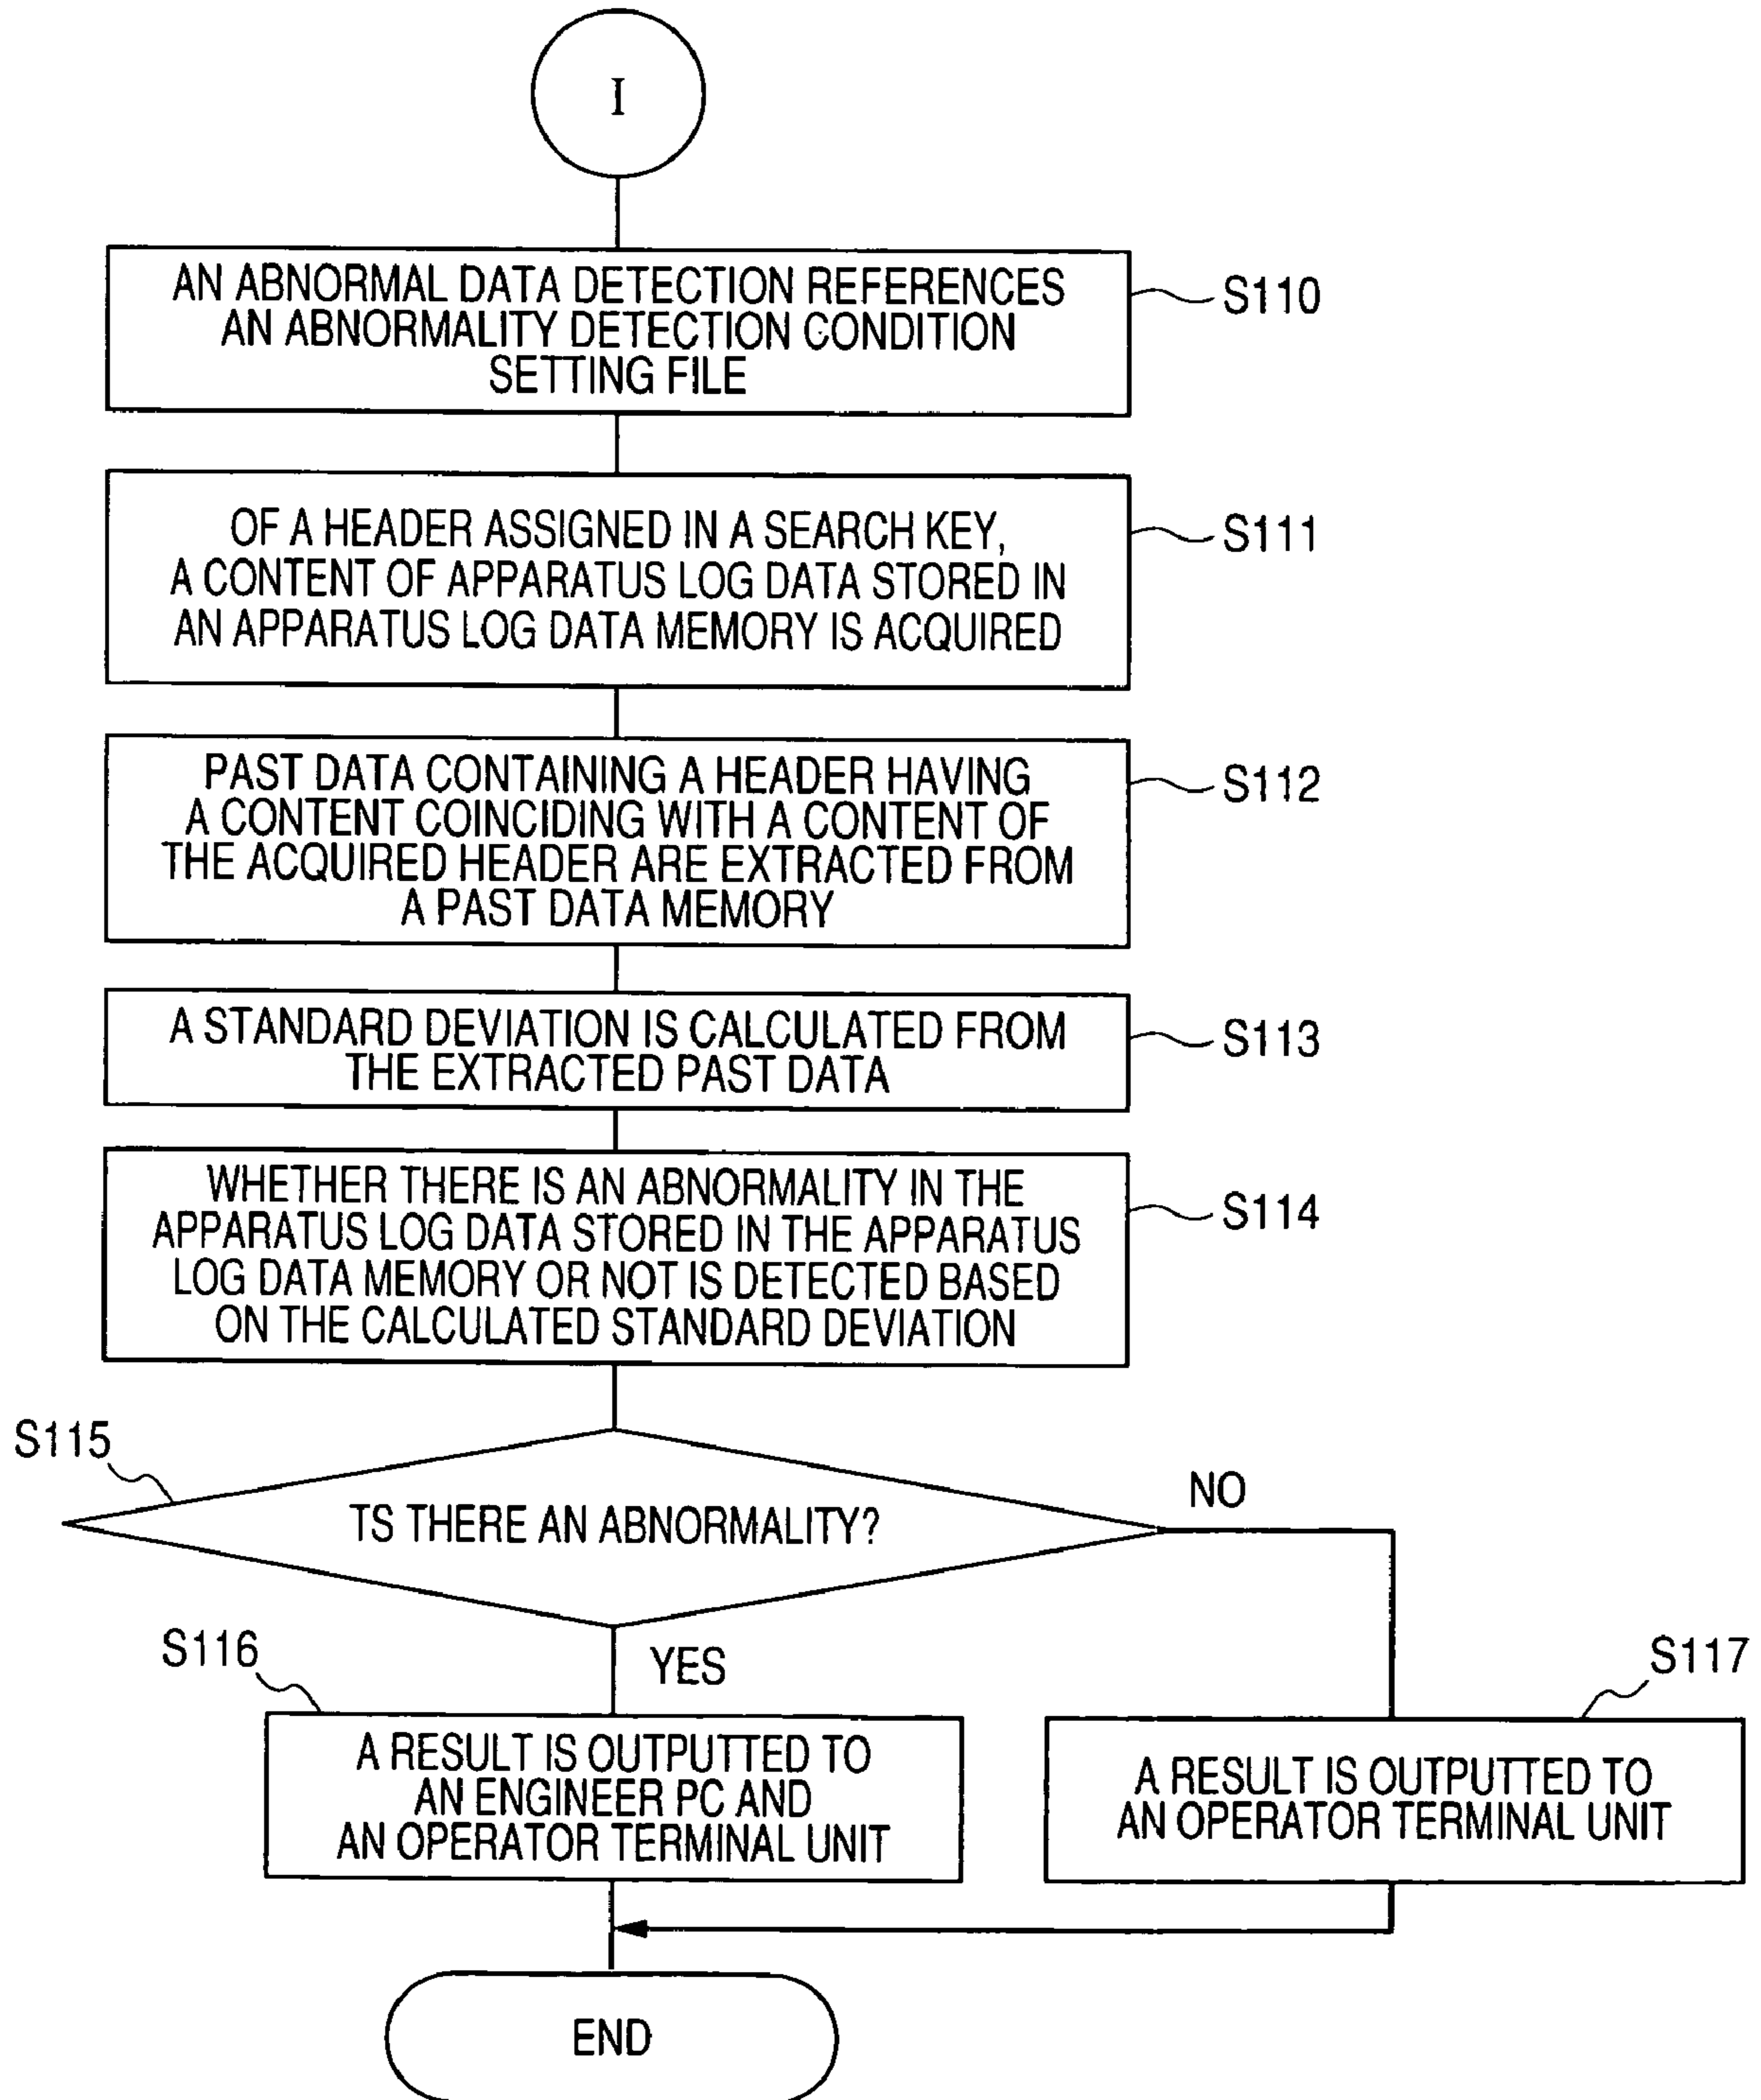 I
AN ABNORMAL DATA DETECTION REFERENCES
AN ABNORMALITY DETECTION CONDITION
SETTING FILE
S110
OF A HEADER ASSIGNED IN A SEARCH KEY,
A CONTENT OF APPARATUS LOG DATA STORED IN
AN APPARATUS LOG DATA MEMORY IS ACQUIRED
S111
PAST DATA CONTAINING A HEADER HAVING
A CONTENT COINCIDING WITH A CONTENT OF
THE ACQUIRED HEADER ARE EXTRACTED FROM
A PAST DATA MEMORY
S112
A STANDARD DEVIATION IS CALCULATED FROM
THE EXTRACTED PAST DATA
S113
WHETHER THERE IS AN ABNORMALITY IN THE
APPARATUS LOG DATA STORED IN THE APPARATUS
LOG DATA MEMORY OR NOT IS DETECTED BASED
ON THE CALCULATED STANDARD DEVIATION
S114
S115
TS THERE AN ABNORMALITY?
NO
YES
S116
A RESULT IS OUTPUTTED TO
AN ENGINEER PC AND
AN OPERATOR TERMINAL UNIT
S117
A RESULT IS OUTPUTTED TO
AN OPERATOR TERMINAL UNIT
END